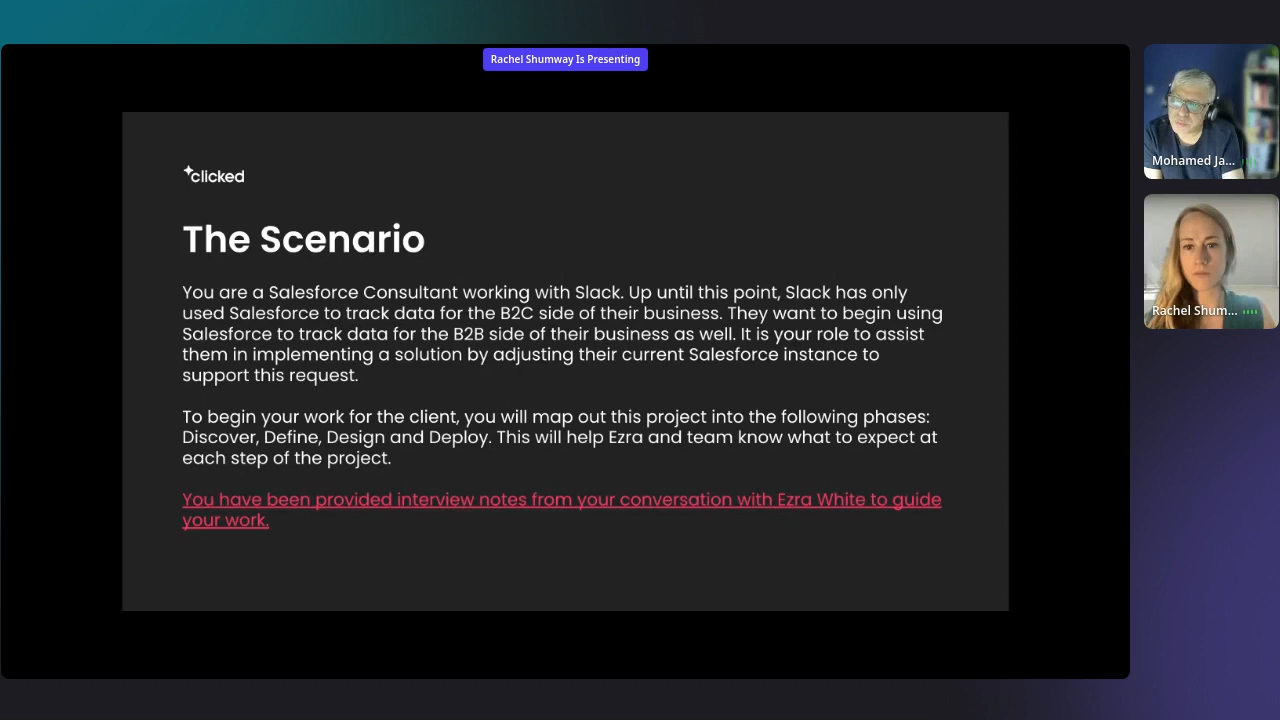 Rachel Shumway Is Presenting
clicked
The Scenario
You are a Salesforce Consultant working with Slack. Up until this point, Slack has only
used Salesforce to track data for the B2C side of their business. They want to begin using
Salesforce to track data for the B2B side of their business as well. It is your role to assist
them in implementing a solution by adjusting their current Salesforce instance to
support this request.
To begin your work for the client, you will map out this project into the following phases:
Discover, Define, Design and Deploy. This will help Ezra and team know what to expect at
each step of the project.
You have been provided interview notes from your conversation with Ezra White to guide
your work.
Mohamed Ja...
Rachel Shum...